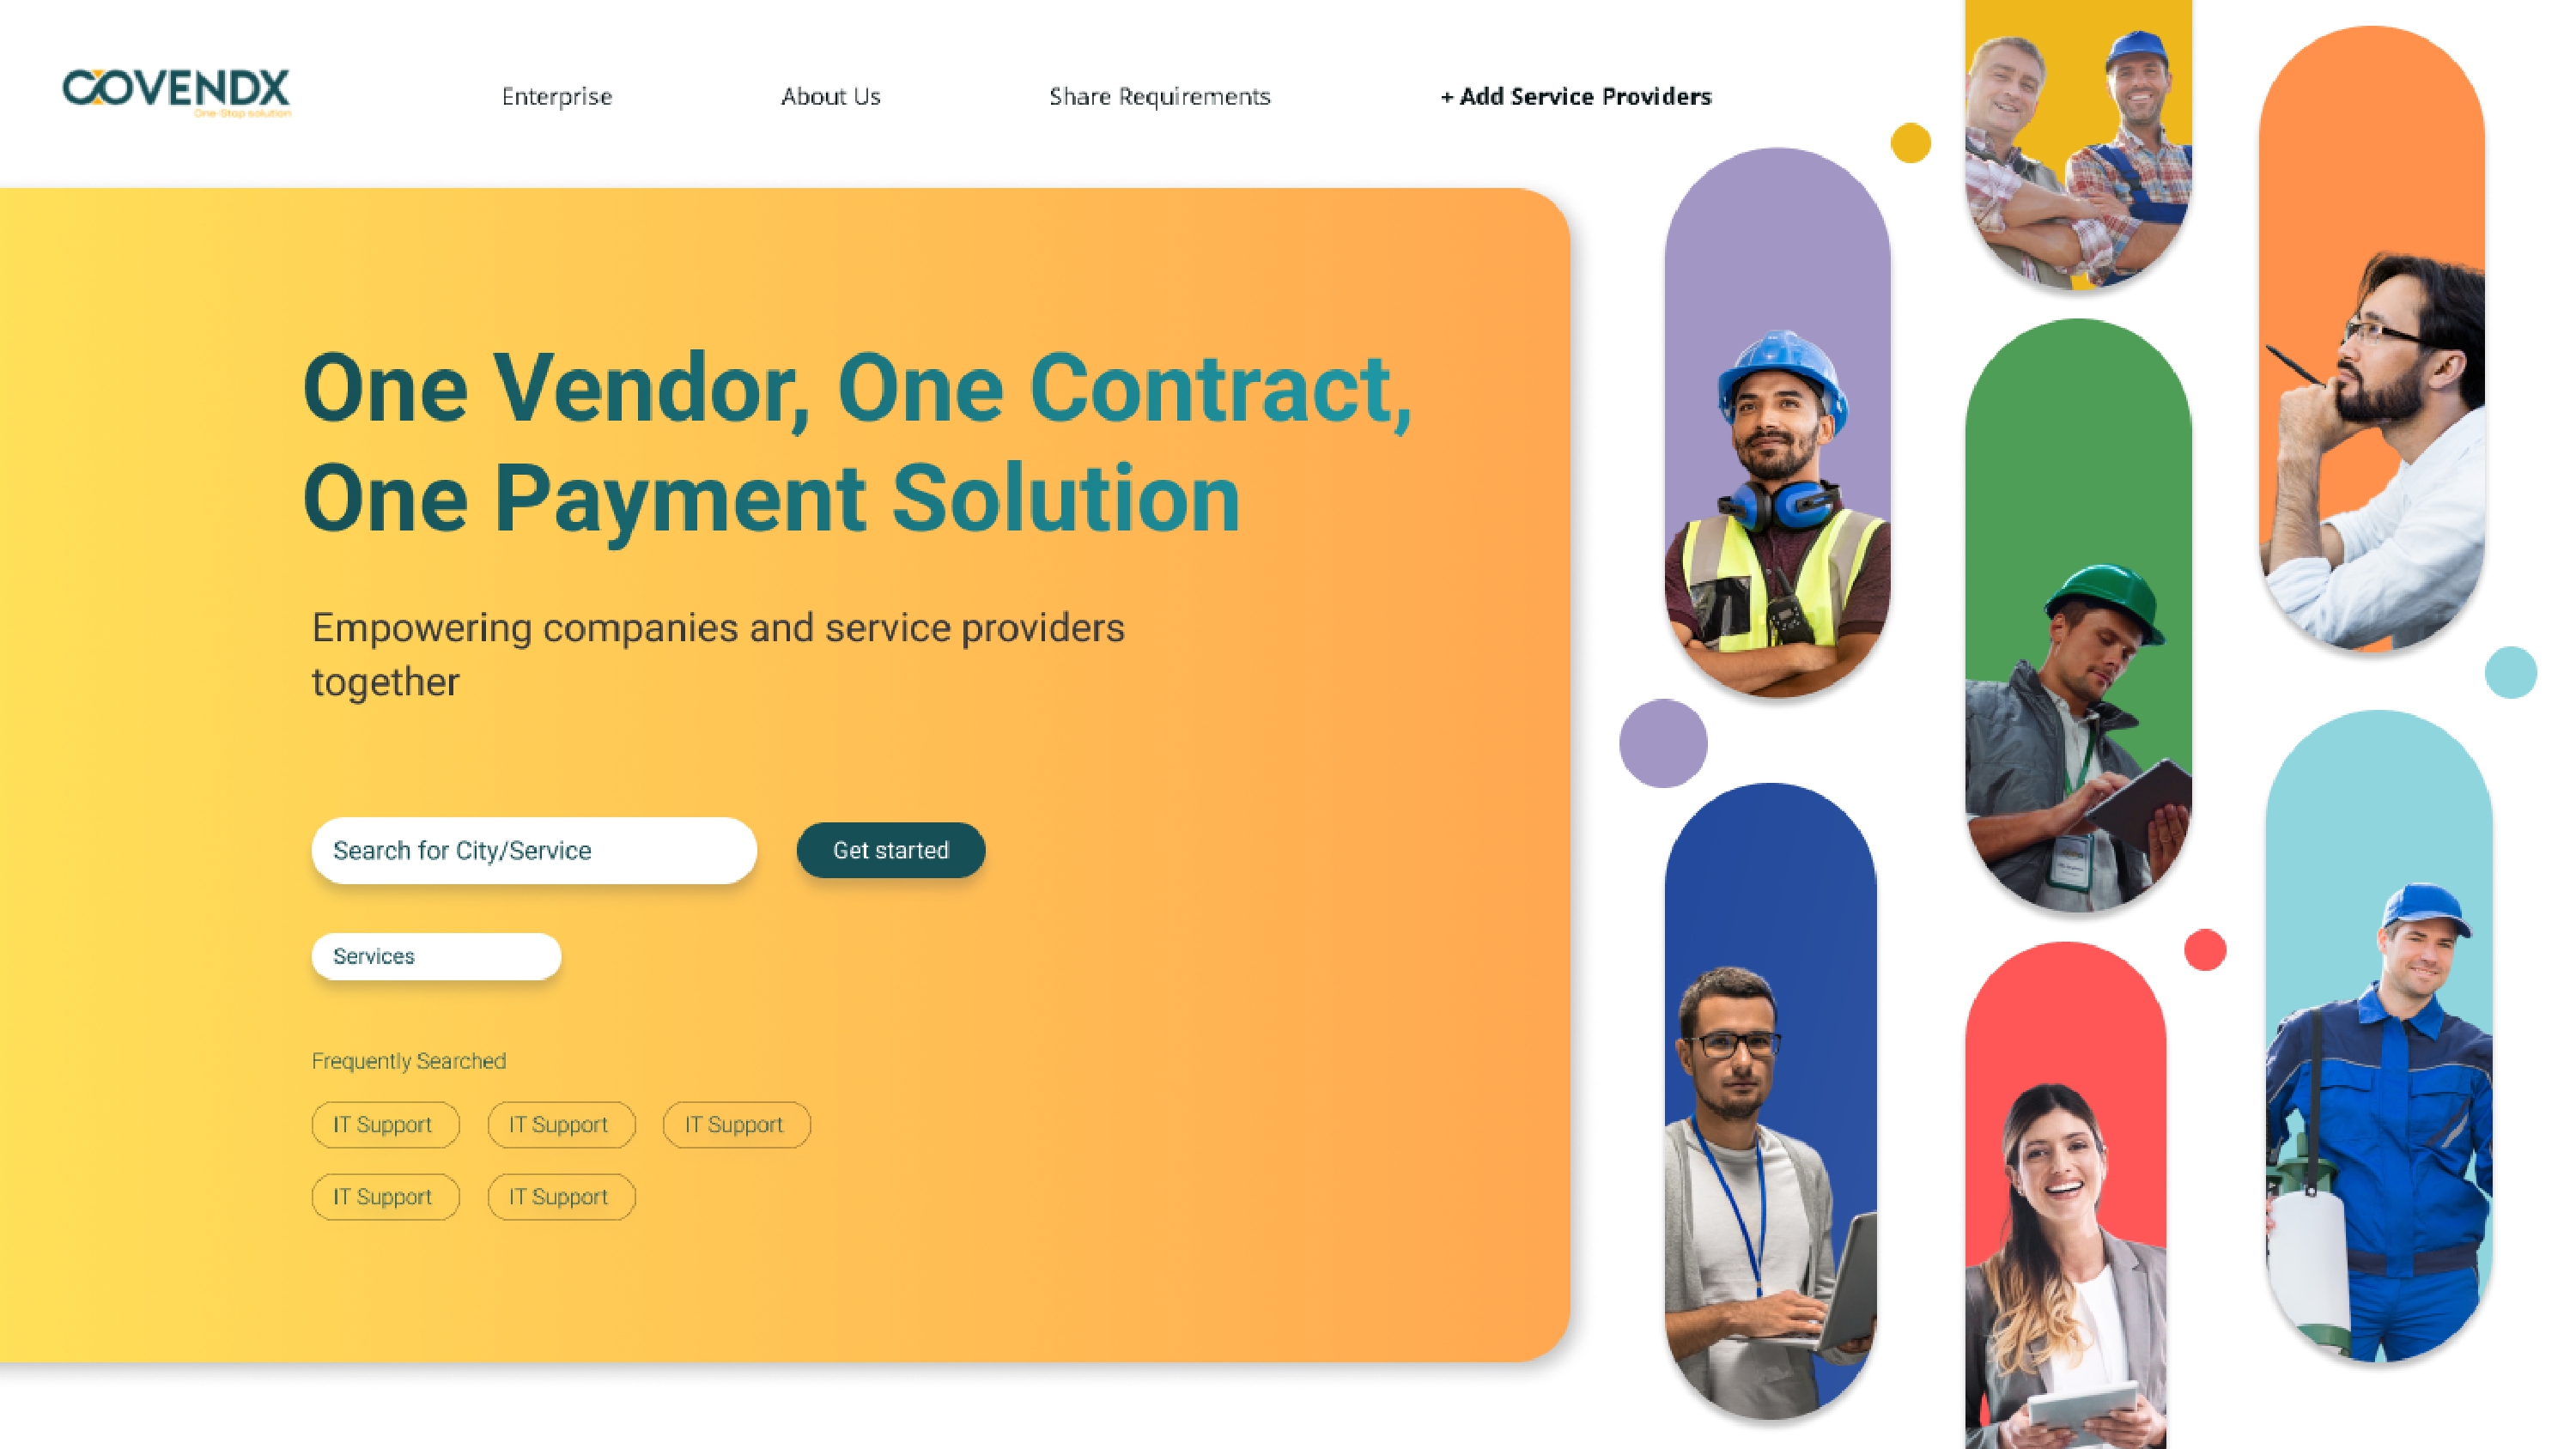 COVENDX
One-Stop solution
Enterprise
About Us
Share Requirements
+ Add Service Providers
One Vendor, One Contract,
One Payment Solution
Empowering companies and service providers
together
Search for City/Service
Get started
Services
Frequently Searched
IT Support
IT Support
IT Support
IT Support
IT Support